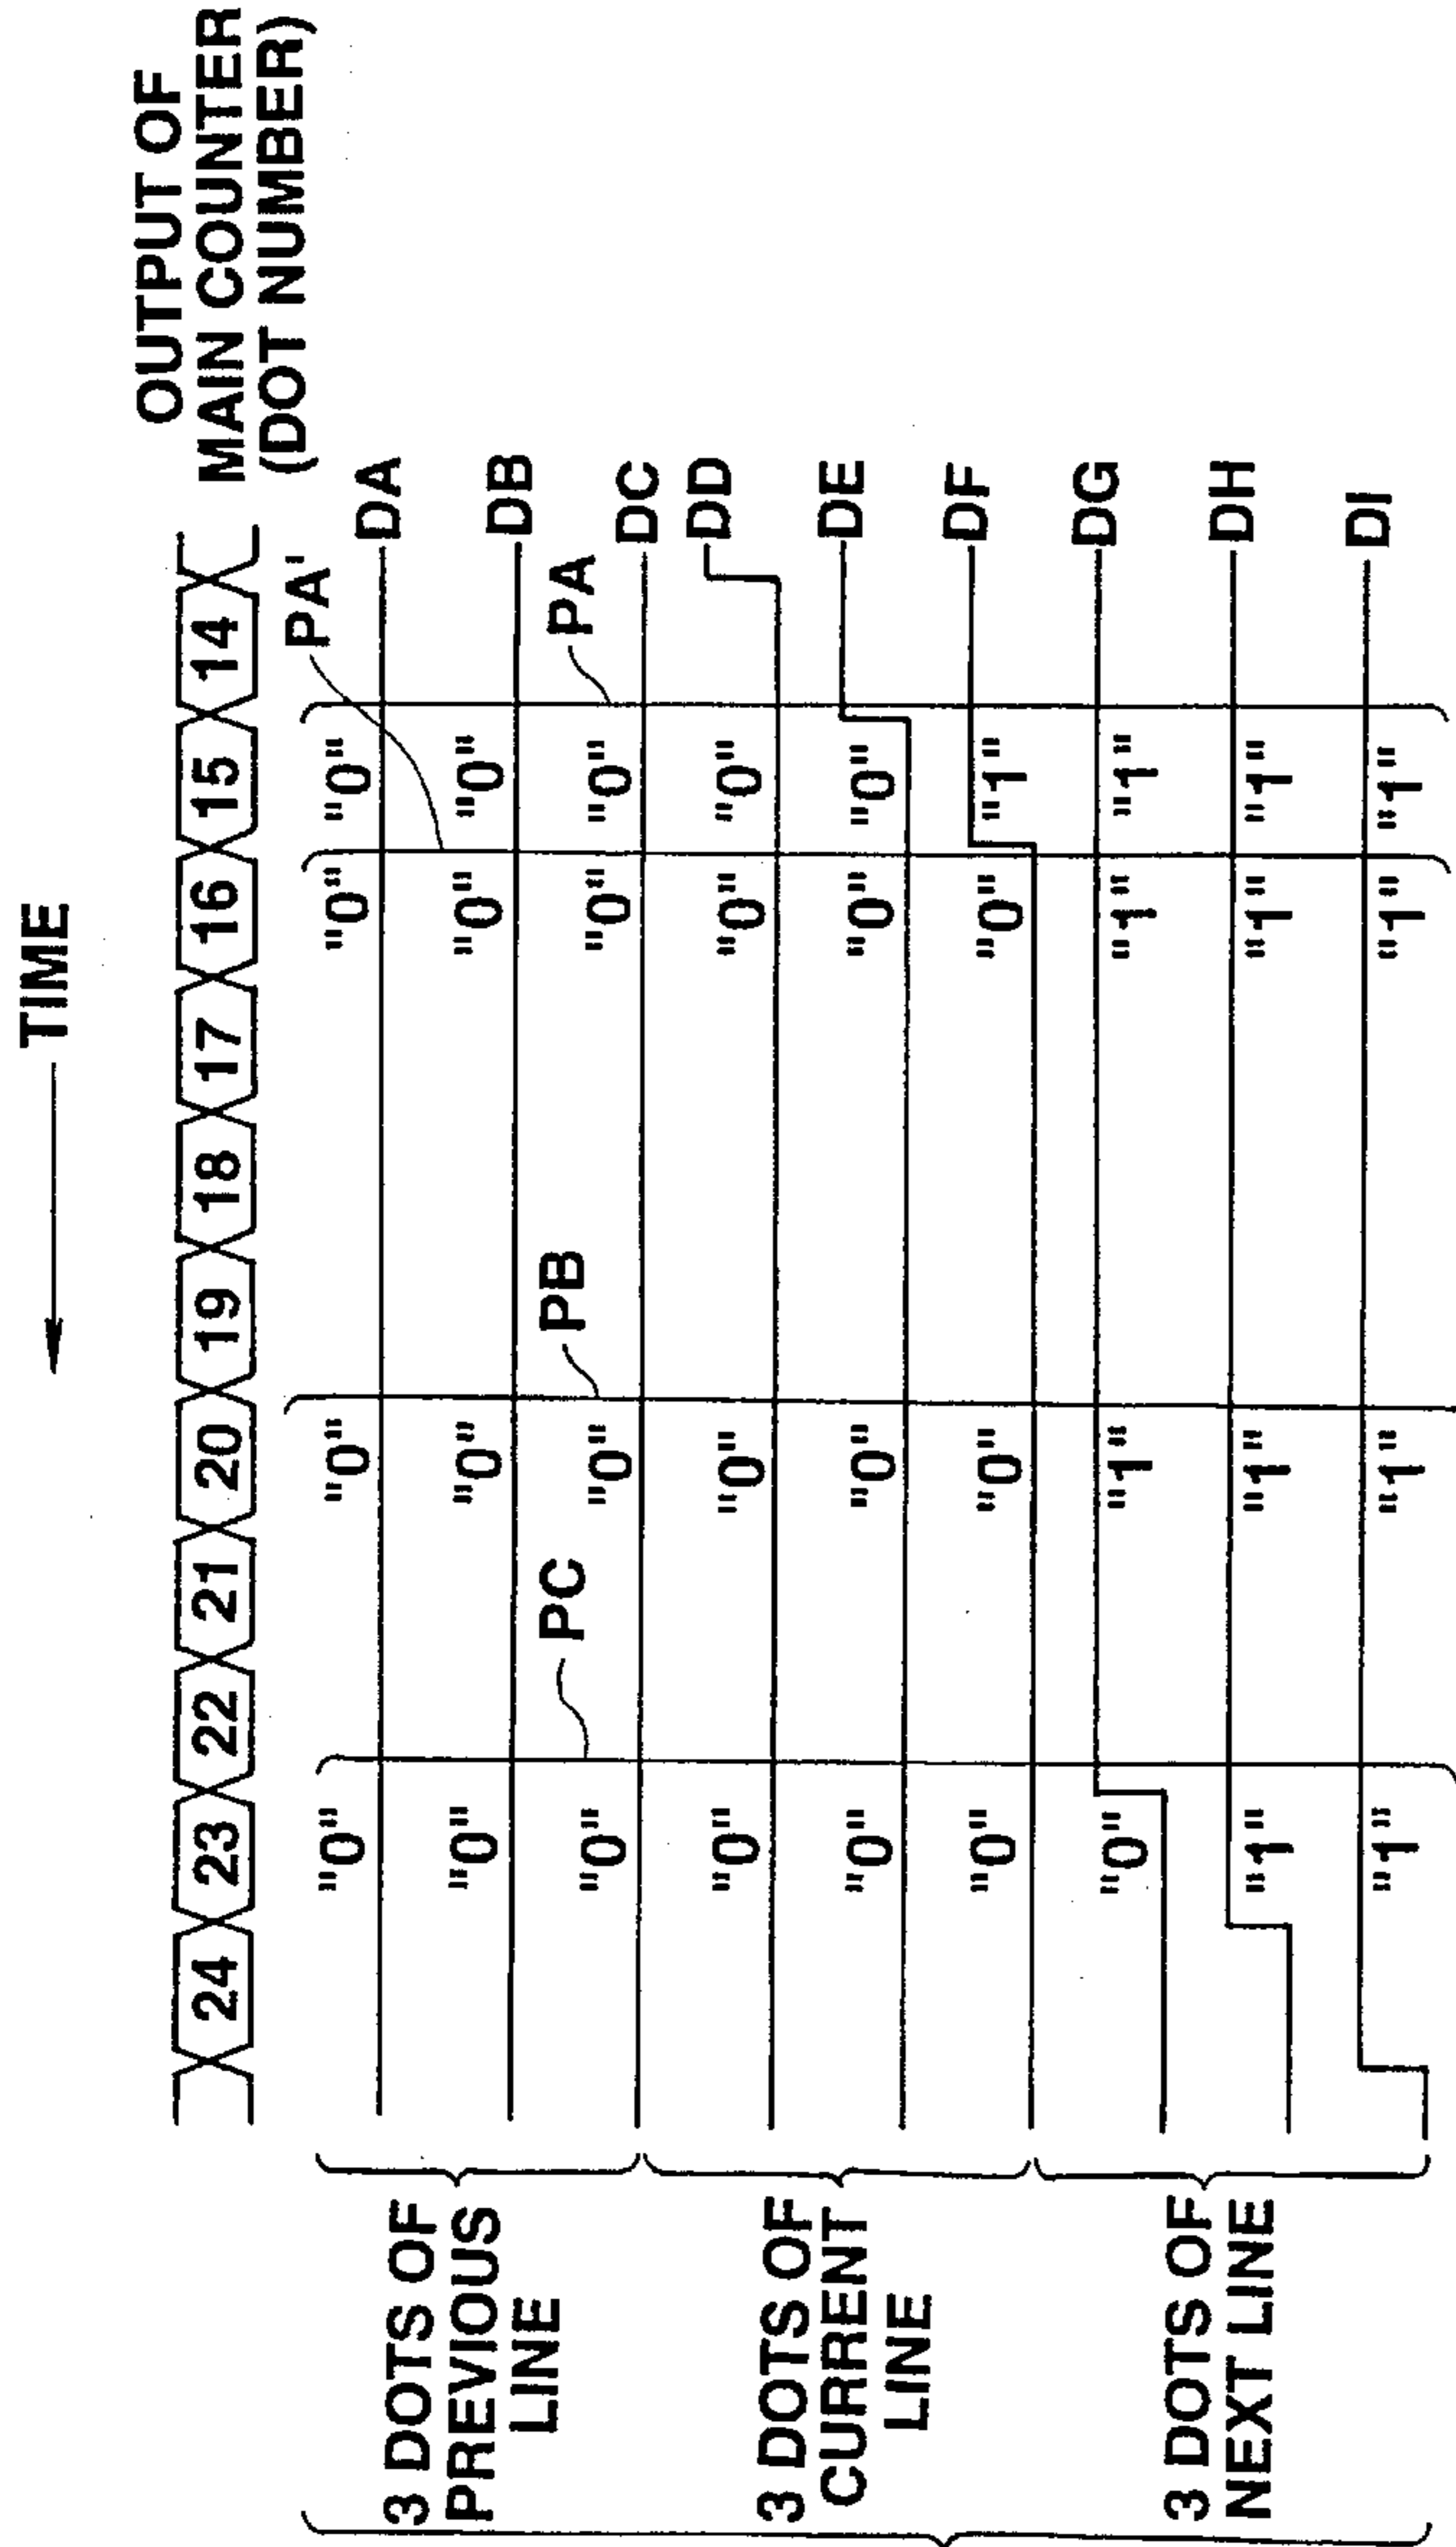 TIME
24 23 22 21 20 19 18 17 16 15 14
OUTPUT OF
MAIN COUNTER
(DOT NUMBER)
PC
PB
PA'
PA
3 DOTS OF
PREVIOUS
LINE
"0" "0" "0" "0" DA
"0" "0" "0" "0" DB
"0" "0" "0" "0" DC
3 DOTS OF
CURRENT
LINE
"0" "0" "0" "0" DD
"0" "0" "0" "0" DE
"0" "0" "0" "1" DF
3 DOTS OF
NEXT LINE
"0" "1" "1" "1" DG
"1" "1" "1" "1" DH
"1" "1" "1" "1" DI